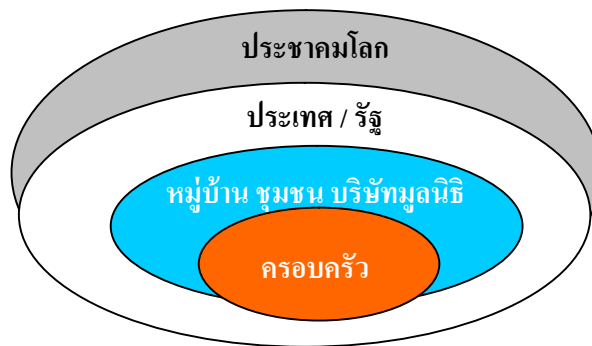 ประชาคมโลก
ประเทศ / รัฐ
หมู่บ้าน ชุมชน บริษัทมูลนิธิ
ครอบครัว